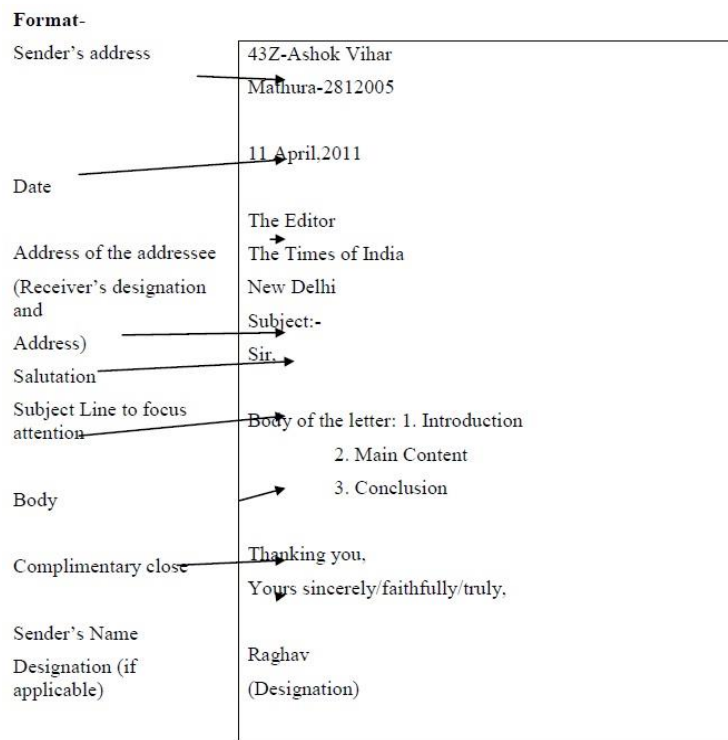 Format-
Sender's address
43Z-Ashok Vihar
Mathura-2812005
11 April,2011
Date
The Editor
Address of the addressee
The Times of India
(Receiver's designation
and
New Delhi
Subject:-
Address)
Sir,
Salutation
Subject Line to focus
attention
Body of the letter: 1. Introduction
2. Main Content
Body
3. Conclusion
Complimentary close
Thanking you,
Yours sincerely/faithfully/truly,
Sender's Name
Designation (if
applicable)
Raghav
(Designation)